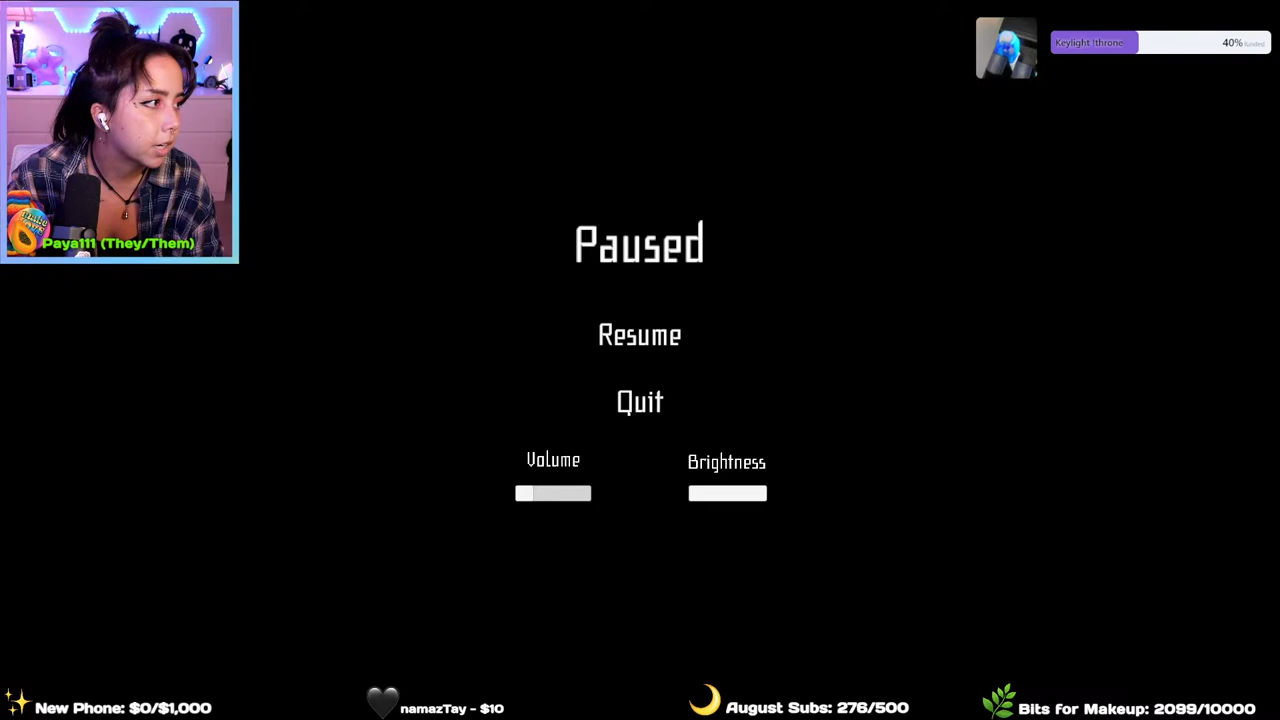 Keylight !throne
40% funded
Paya111 (They/Them)
Paused
Resume
Quit
Volume
Brightness
New Phone: $0/$1,000
namazTay - $10
August Subs: 276/500
Bits for Makeup: 2099/10000